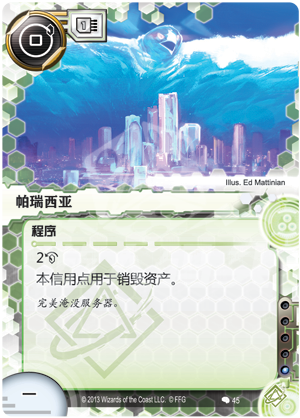 Illus. Ed Mattinian
帕瑞西亚
程序
2
本信用点用于销毁资产。
完美淹没服务器。
—
© 2013 Wizards of the Coast LLC. © FFG
45